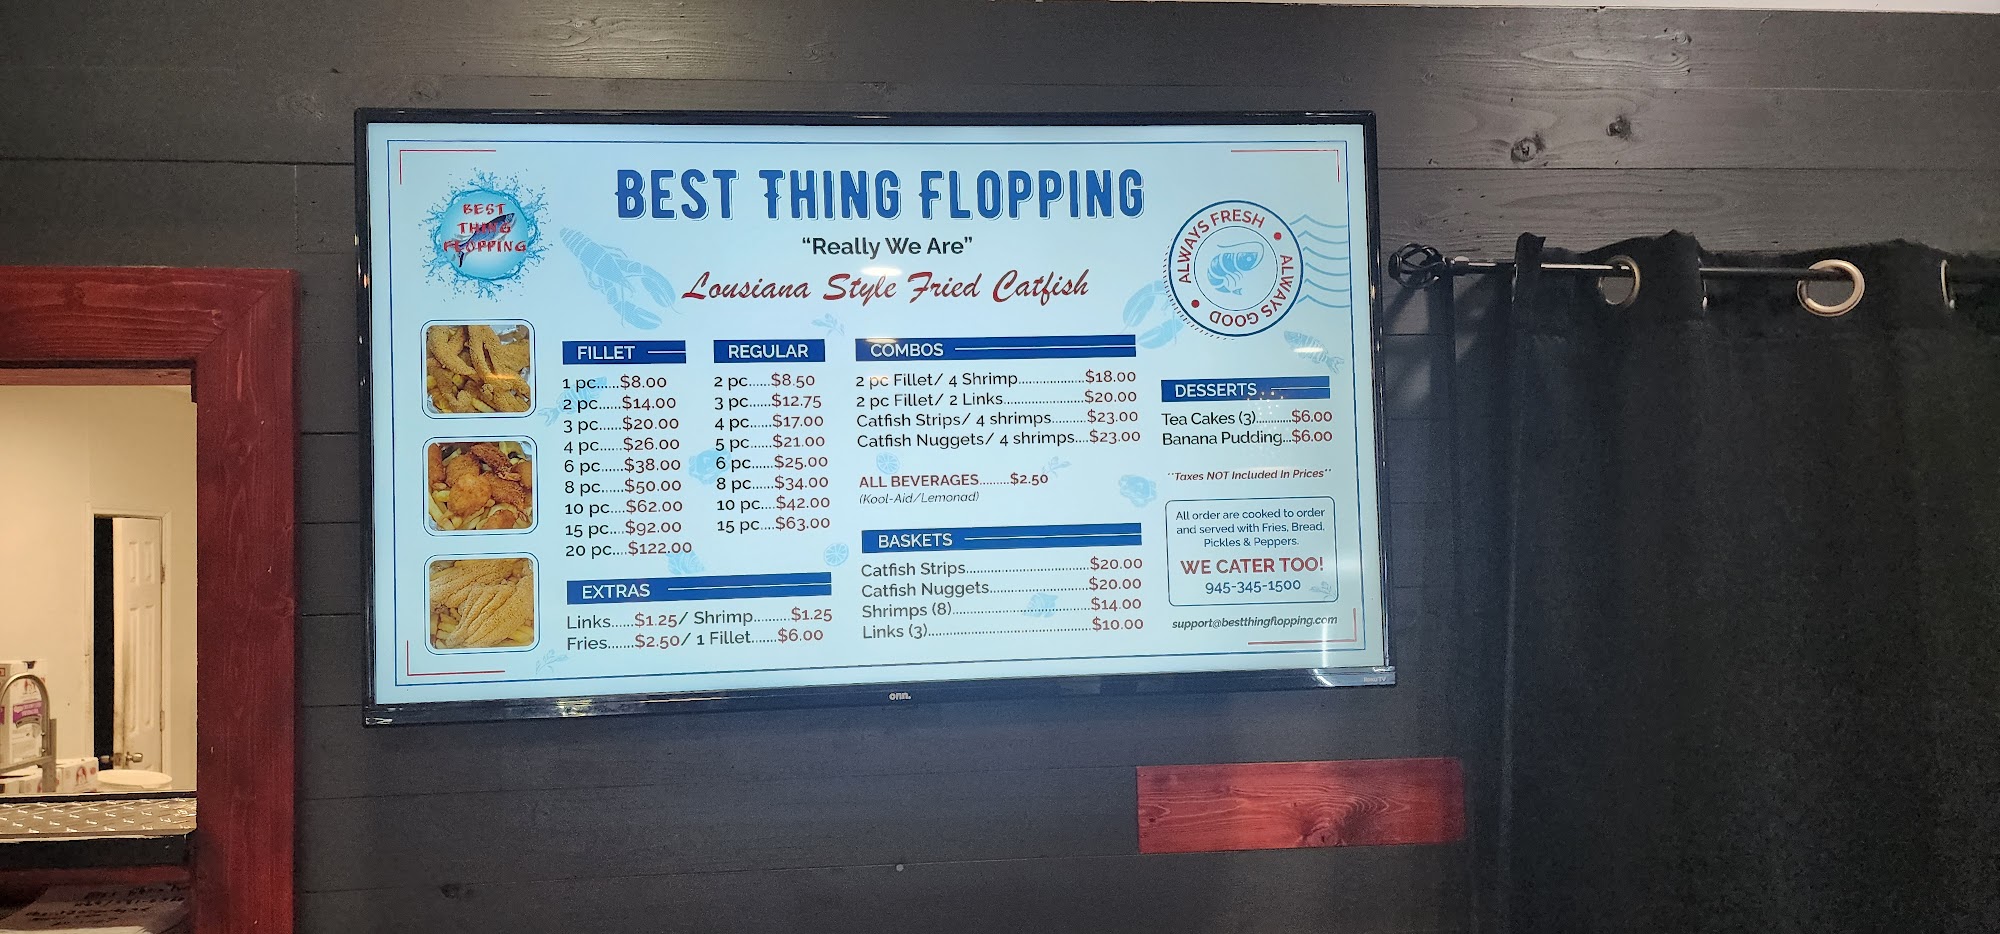 BEST THING FLOPPING
"Really We Are"
Lousiana Style Fried Catfish
BEST
THING
FLOPPING
ALWAYS FRESH • ALWAYS GOOD •
FILLET
1 pc.....$8.00
2 pc.....$14.00
3 pc.....$20.00
4 pc.....$26.00
6 pc.....$38.00
8 pc.....$50.00
10 pc....$62.00
15 pc....$92.00
20 pc....$122.00
REGULAR
2 pc.....$8.50
3 pc.....$12.75
4 pc.....$17.00
5 pc.....$21.00
6 pc.....$25.00
8 pc.....$34.00
10 pc....$42.00
15 pc....$63.00
EXTRAS
Links.....$1.25/ Shrimp.........$1.25
Fries.......$2.50/ 1 Fillet......$6.00
COMBOS
2 pc Fillet/ 4 Shrimp...................$18.00
2 pc Fillet/ 2 Links.......................$20.00
Catfish Strips/ 4 shrimps.........$23.00
Catfish Nuggets/ 4 shrimps....$23.00
ALL BEVERAGES.........$2.50
(Kool-Aid/Lemonad)
BASKETS
Catfish Strips...................................$20.00
Catfish Nuggets............................$20.00
Shrimps (8).......................................$14.00
Links (3).............................................$10.00
DESSERTS
Tea Cakes (3)...........$6.00
Banana Pudding...$6.00
**Taxes NOT Included In Prices**
All order are cooked to order
and served with Fries, Bread,
Pickles & Peppers.
WE CATER TOO!
945-345-1500
support@bestthingflopping.com
onn.
Roku TV